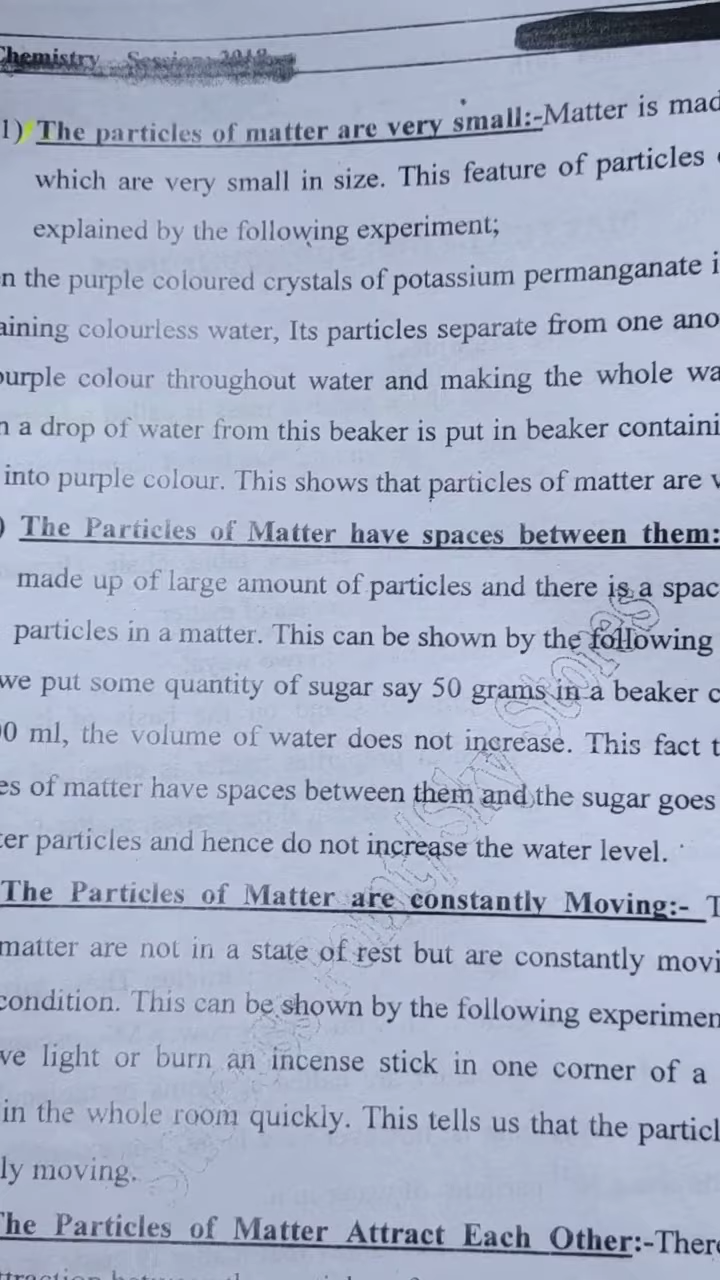 Chemistry Session: 2018
1) The particles of matter are very small:-Matter is mad
which are very small in size. This feature of particles
explained by the following experiment;
n the purple coloured crystals of potassium permanganate i
aining colourless water, Its particles separate from one ano
purple colour throughout water and making the whole wa
n a drop of water from this beaker is put in beaker containi
into purple colour. This shows that particles of matter are v
) The Particles of Matter have spaces between them:
made up of large amount of particles and there is a spac
particles in a matter. This can be shown by the following
we put some quantity of sugar say 50 grams in a beaker c
00 ml, the volume of water does not increase. This fact t
es of matter have spaces between them and the sugar goes
ter particles and hence do not increase the water level.
The Particles of Matter are constantly Moving:- T
matter are not in a state of rest but are constantly movi
condition. This can be shown by the following experimen
ve light or burn an incense stick in one corner of a
in the whole room quickly. This tells us that the particl
ly moving.
The Particles of Matter Attract Each Other:-There